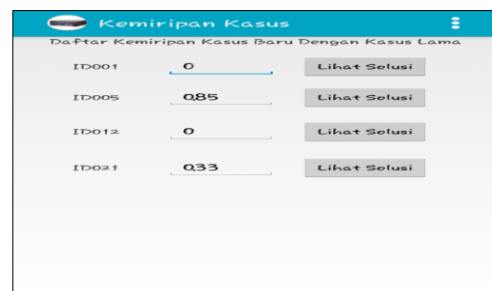 Kemiripan Kasus
Daftar Kemiripan Kasus Baru Dengan Kasus Lama
ID001 0 Lihat Solusi
ID005 0,85 Lihat Solusi
ID012 0 Lihat Solusi
ID021 0,33 Lihat Solusi